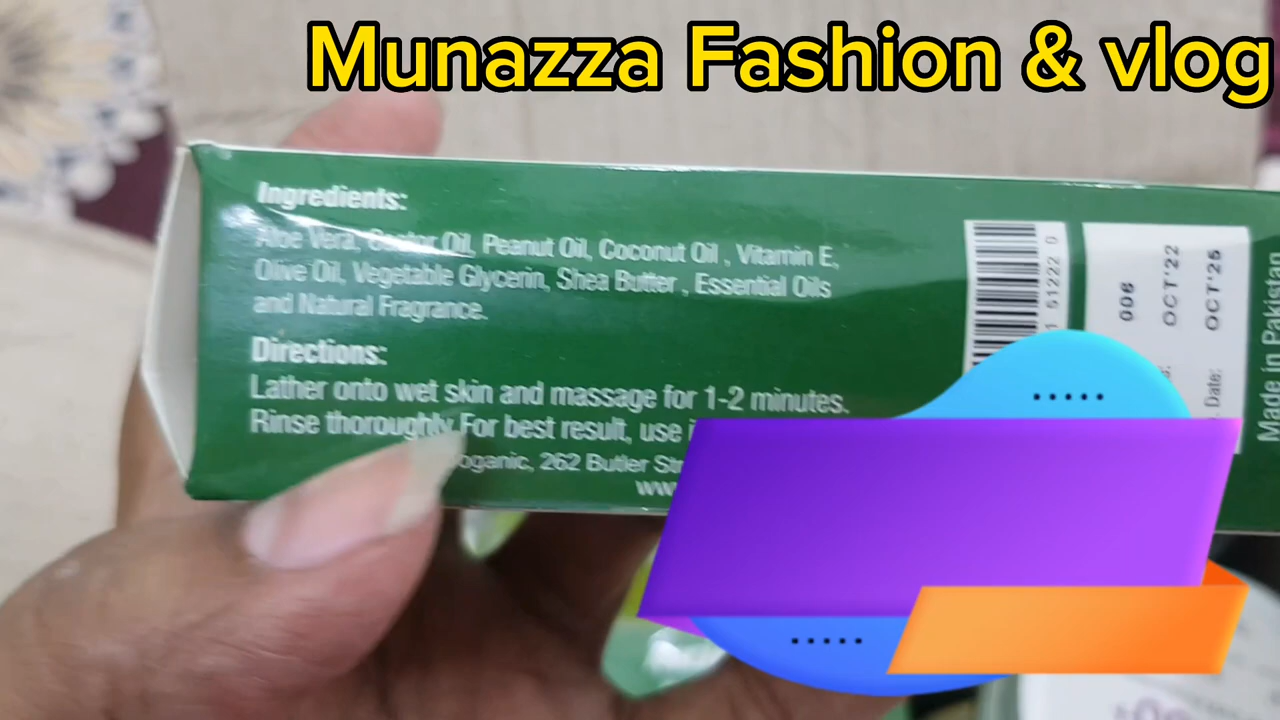 Munazza Fashion & vlog
Ingredients:
Aloe Vera, Castor Oil, Peanut Oil, Coconut Oil , Vitamin E,
Olive Oil, Vegetable Glycerin, Shea Butter , Essential Oils
and Natural Fragrance.
Directions:
Lather onto wet skin and massage for 1-2 minutes.
Rinse thoroughly.For best result, use
262 Butler
51222 0
006
OCT'22
OCT'25
Date:
Made in Pakistan